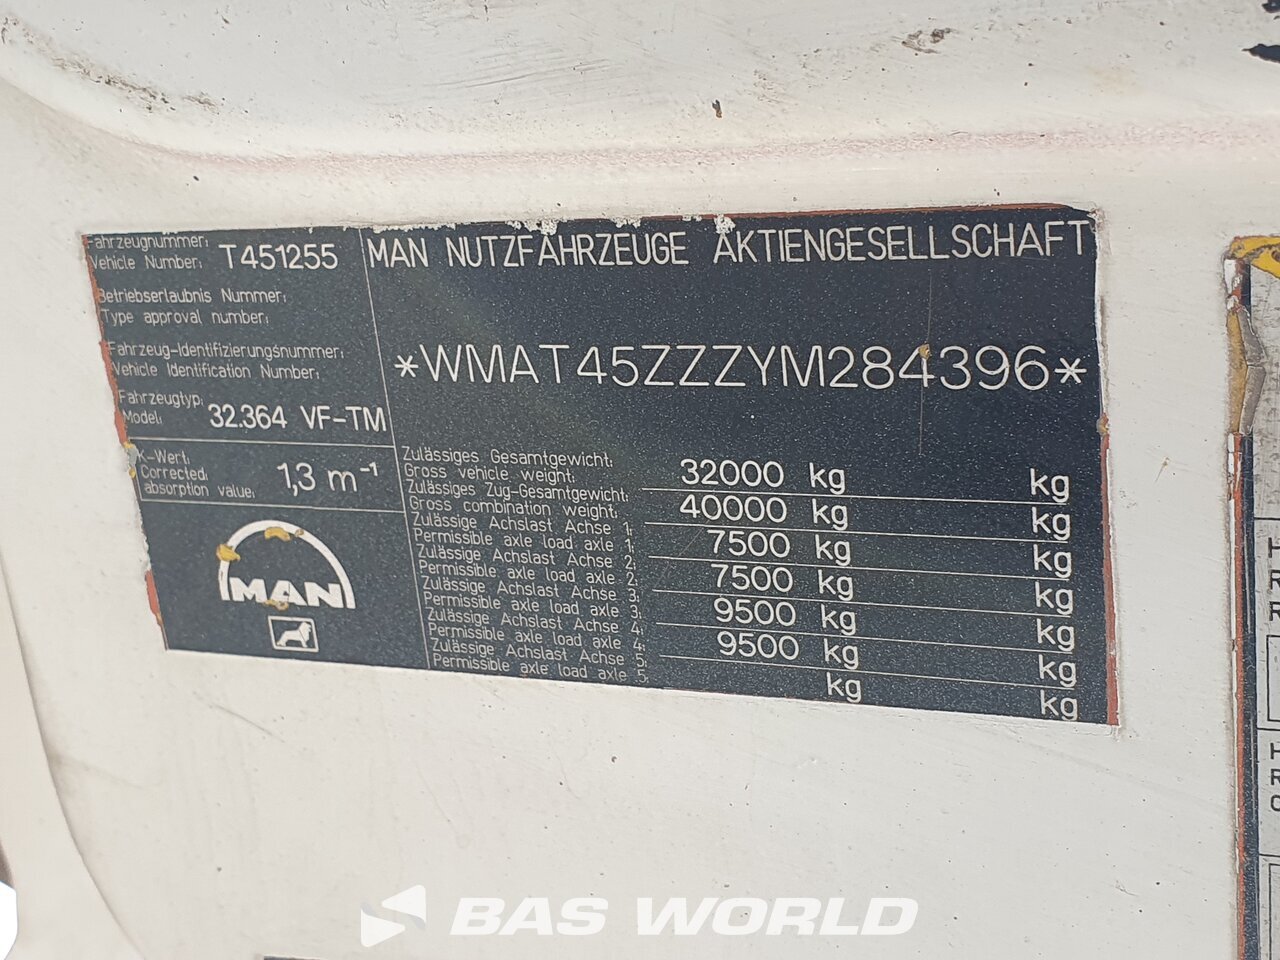 Fahrzeugnummer:
Vehicle Number: T451255
MAN NUTZFAHRZEUGE AKTIENGESELLSCHAFT
Betriebserlaubnis Nummer:
Type approval number:
Fahrzeug-Identifizierungsnummer:
Vehicle Identification Number:
*WMAT45ZZZYM284396*
Fahrzeugtyp:
Model: 32.364 VF-TM
K-Wert:
Corrected:
absorption value: 1,3 m⁻¹
MAN
Zulässiges Gesamtgewicht:
Gross vehicle weight: 32000 kg kg
Zulässiges Zug-Gesamtgewicht:
Gross combination weight: 40000 kg kg
Zulässige Achslast Achse 1:
Permissible axle load axle 1: 7500 kg kg
Zulässige Achslast Achse 2:
Permissible axle load axle 2: 7500 kg kg
Zulässige Achslast Achse 3:
Permissible axle load axle 3: 9500 kg kg
Zulässige Achslast Achse 4:
Permissible axle load axle 4: 9500 kg kg
Zulässige Achslast Achse 5:
Permissible axle load axle 5: kg kg
BAS WORLD